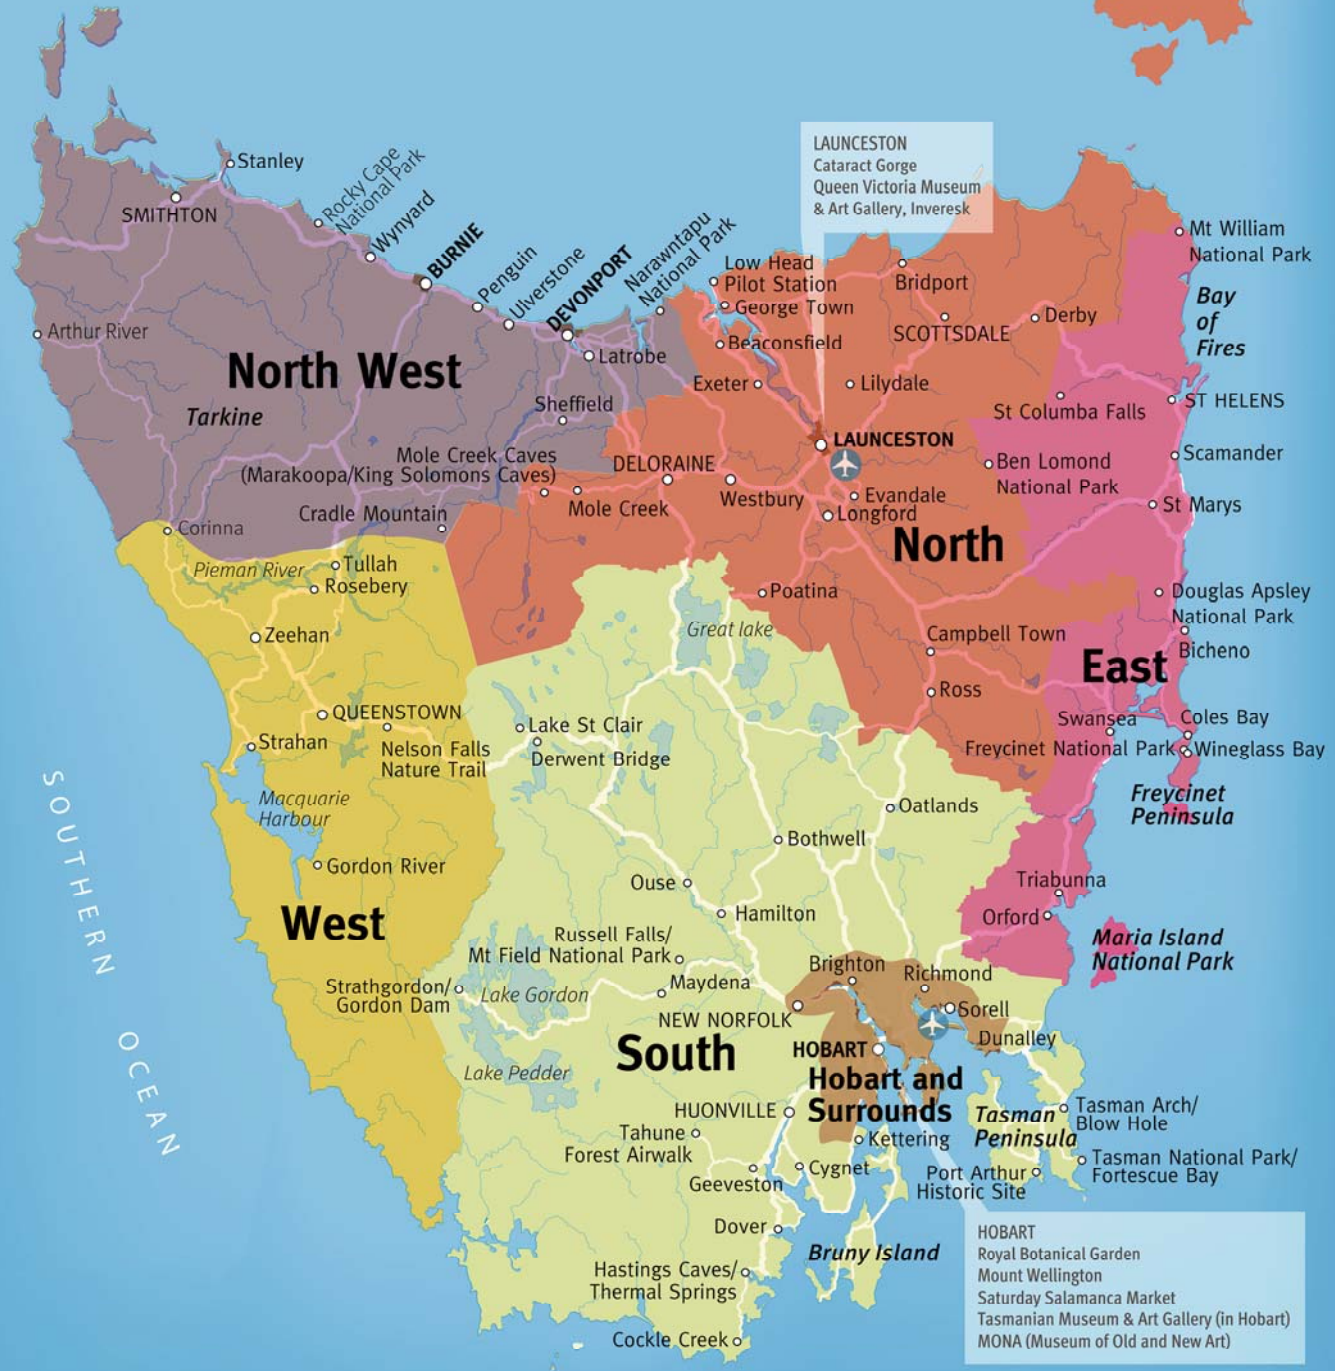 Stanley
SMITHTON
Rocky Cape
National Park
Wynyard
BURNIE
Penguin
Ulverstone
DEVONPORT
Narawntapu
National Park
LAUNCESTON
Cataract Gorge
Queen Victoria Museum
& Art Gallery, Inveresk
Low Head
Pilot Station
George Town
Beaconsfield
Bridport
SCOTTSDALE
Derby
Mt William
National Park
Bay
of
Fires
Arthur River
North West
Tarkine
Latrobe
Sheffield
Exeter
Lilydale
St Columba Falls
ST HELENS
Mole Creek Caves
(Marakoopa/King Solomons Caves)
DELORAINE
LAUNCESTON
Ben Lomond
National Park
Scamander
Cradle Mountain
Mole Creek
Westbury
Evandale
Longford
St Marys
North
Corinna
Pieman River
Tullah
Rosebery
Poatina
Douglas Apsley
National Park
Zeehan
Great lake
Campbell Town
East
Bicheno
Ross
QUEENSTOWN
Lake St Clair
Swansea
Coles Bay
Strahan
Nelson Falls
Nature Trail
Derwent Bridge
Freycinet National Park
Wineglass Bay
Macquarie
Harbour
Oatlands
Freycinet
Peninsula
SOUTHERN OCEAN
Gordon River
Bothwell
Ouse
Triabunna
West
Hamilton
Orford
Russell Falls/
Mt Field National Park
Maria Island
National Park
Brighton
Richmond
Strathgordon/
Gordon Dam
Lake Gordon
Maydena
Sorell
NEW NORFOLK
Dunalley
South
HOBART
Hobart and
Surrounds
Lake Pedder
HUONVILLE
Tasman
Peninsula
Tasman Arch/
Blow Hole
Tahune
Forest Airwalk
Kettering
Geeveston
Cygnet
Port Arthur
Historic Site
Tasman National Park/
Fortescue Bay
Dover
Bruny Island
Hastings Caves/
Thermal Springs
Cockle Creek
HOBART
Royal Botanical Garden
Mount Wellington
Saturday Salamanca Market
Tasmanian Museum & Art Gallery (in Hobart)
MONA (Museum of Old and New Art)